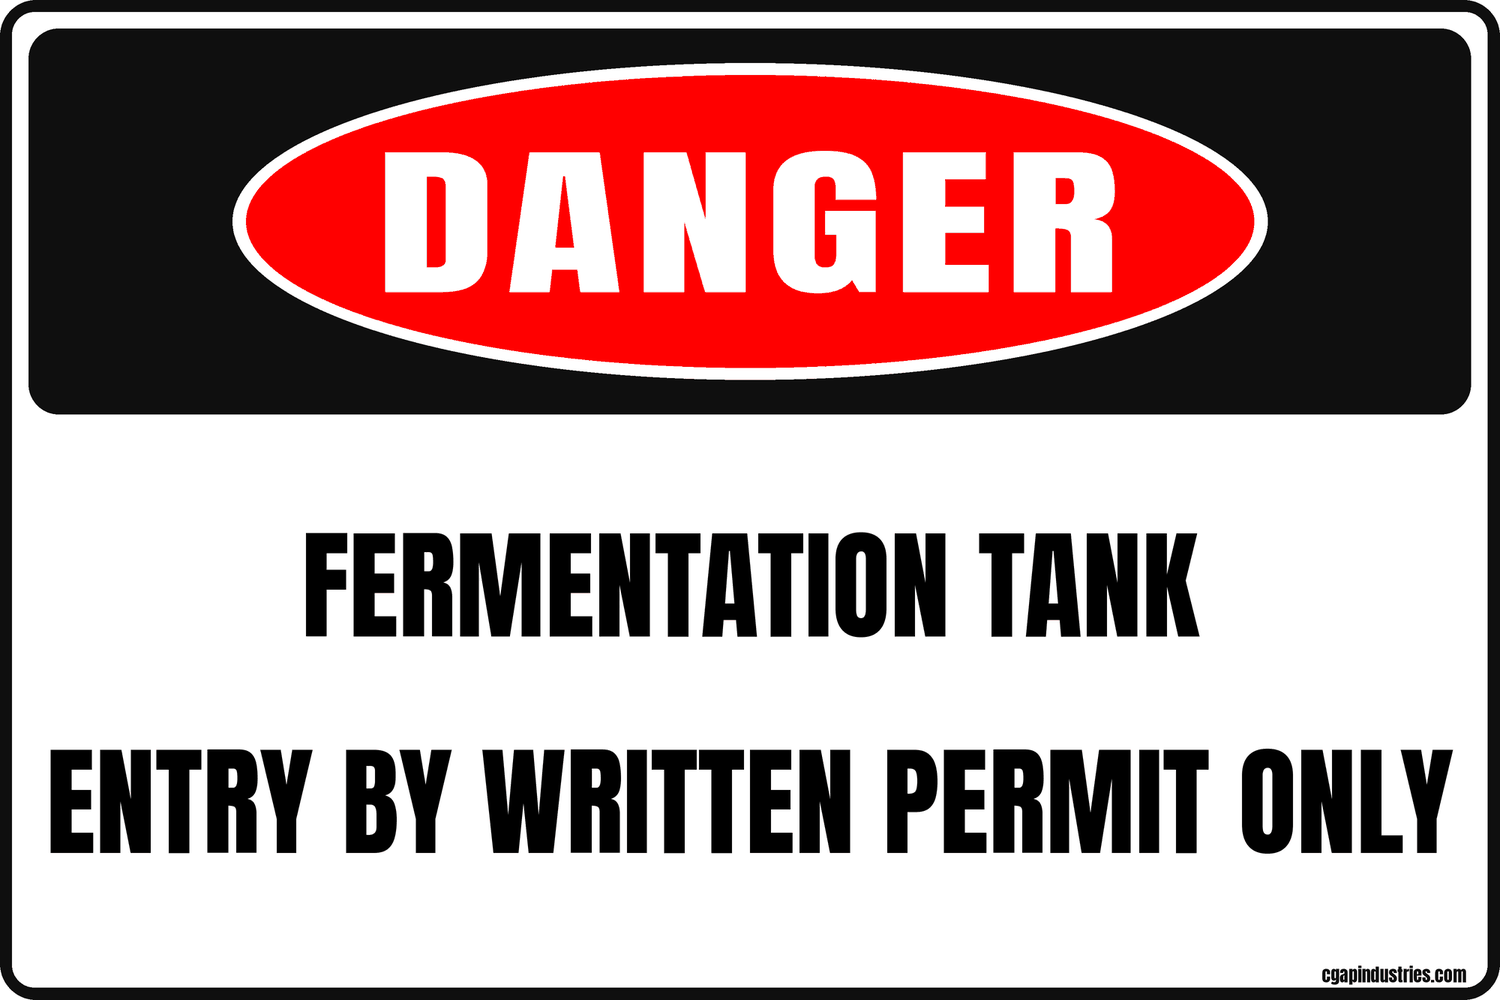 DANGER
FERMENTATION TANK
ENTRY BY WRITTEN PERMIT ONLY
cgapindustries.com